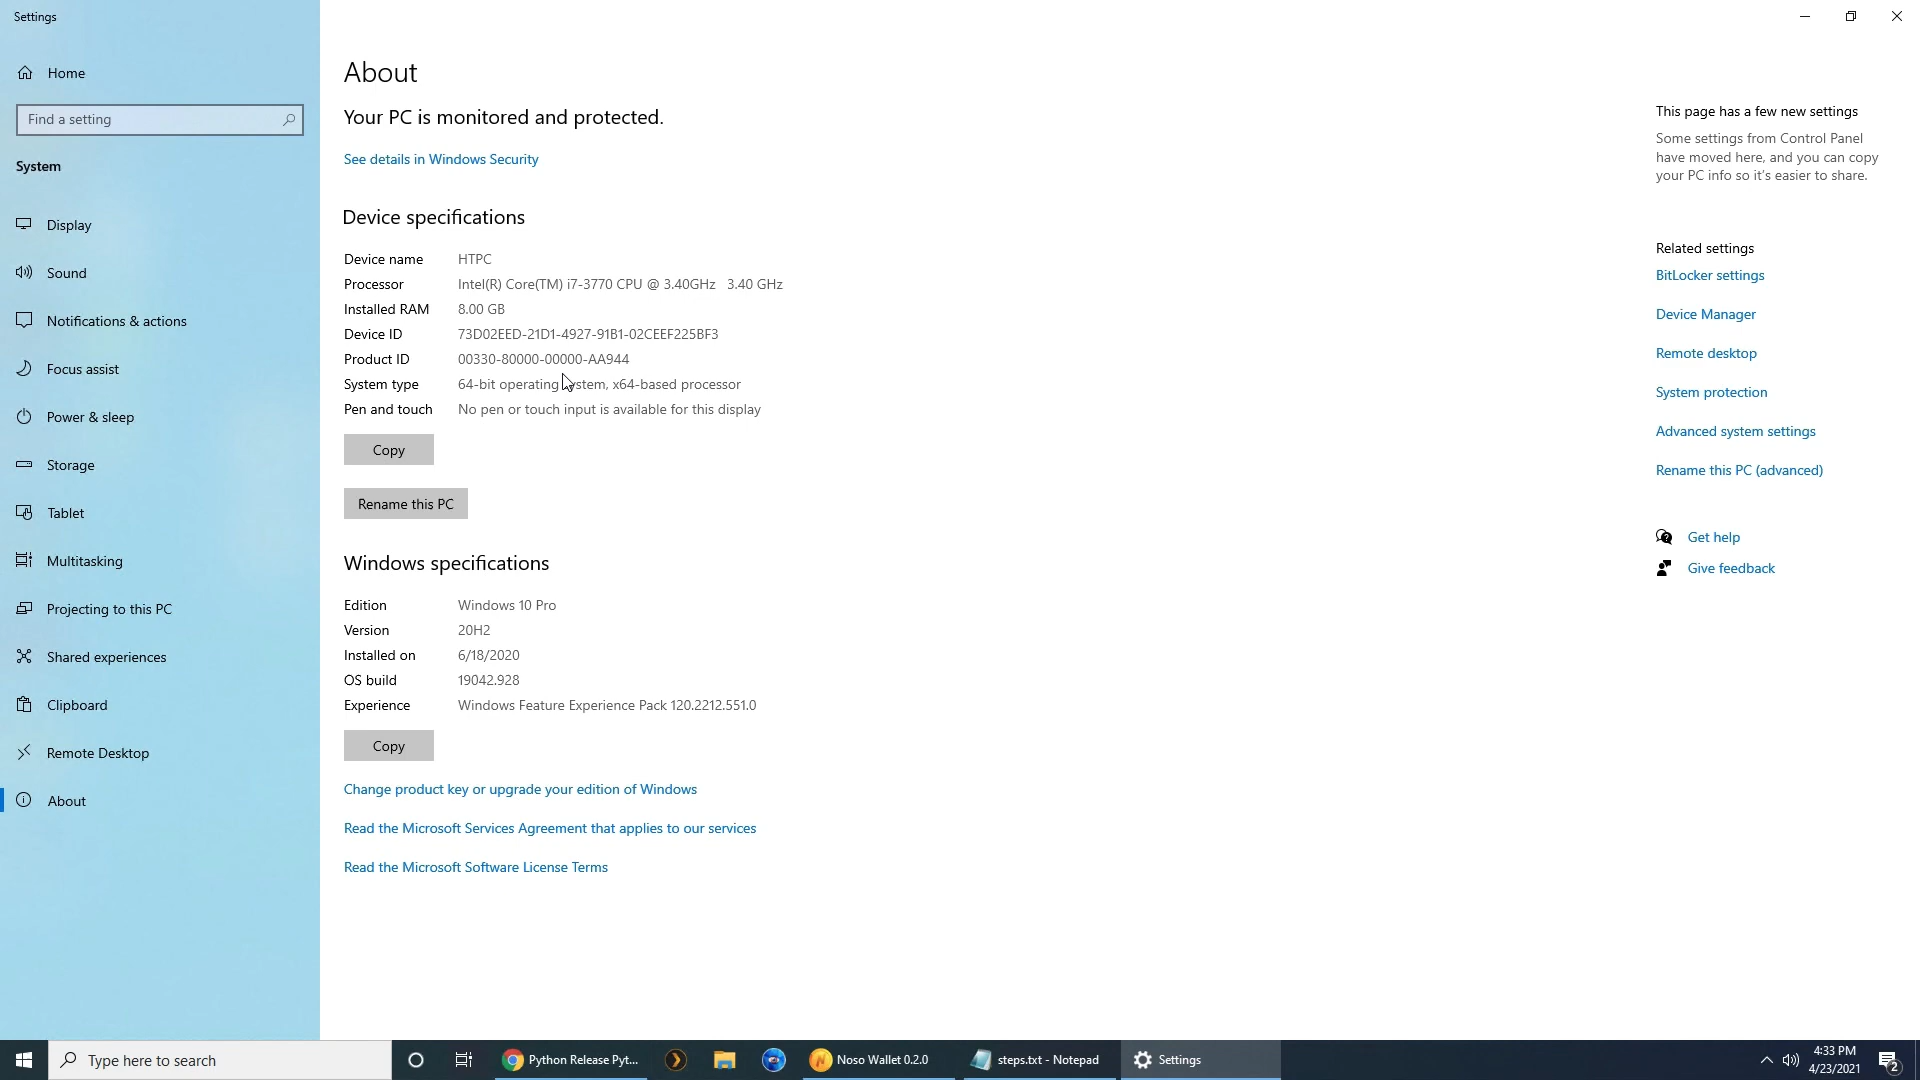 Settings
Home
Find a setting
System
Display
Sound
Notifications & actions
Focus assist
Power & sleep
Storage
Tablet
Multitasking
Projecting to this PC
Shared experiences
Clipboard
Remote Desktop
About
About
Your PC is monitored and protected.
See details in Windows Security
Device specifications
Device name HTPC
Processor Intel(R) Core(TM) i7-3770 CPU @ 3.40GHz 3.40 GHz
Installed RAM 8.00 GB
Device ID 73D02EED-21D1-4927-91B1-02CEEF225BF3
Product ID 00330-80000-00000-AA944
System type 64-bit operating system, x64-based processor
Pen and touch No pen or touch input is available for this display
Copy
Rename this PC
Windows specifications
Edition Windows 10 Pro
Version 20H2
Installed on 6/18/2020
OS build 19042.928
Experience Windows Feature Experience Pack 120.2212.551.0
Copy
Change product key or upgrade your edition of Windows
Read the Microsoft Services Agreement that applies to our services
Read the Microsoft Software License Terms
This page has a few new settings
Some settings from Control Panel
have moved here, and you can copy
your PC info so it's easier to share.
Related settings
BitLocker settings
Device Manager
Remote desktop
System protection
Advanced system settings
Rename this PC (advanced)
Get help
Give feedback
Type here to search
Python Release Pyt...
Noso Wallet 0.2.0
steps.txt - Notepad
Settings
4:33 PM
4/23/2021
2